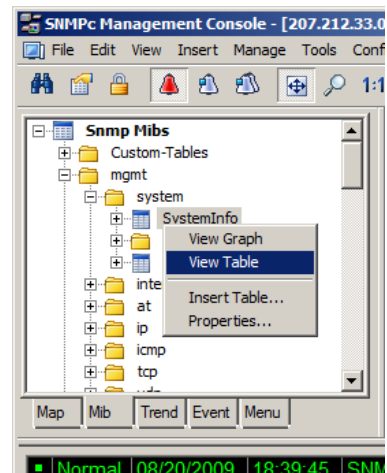 SNMPc Management Console - [207.212.33.0
File Edit View Insert Manage Tools Conf
1:1
Snmp Mibs
Custom-Tables
mgmt
system
SystemInfo
View Graph
View Table
Insert Table...
Properties...
at
ip
icmp
tcp
Map Mib Trend Event Menu
Normal 08/20/2009 18:39:45 SNM